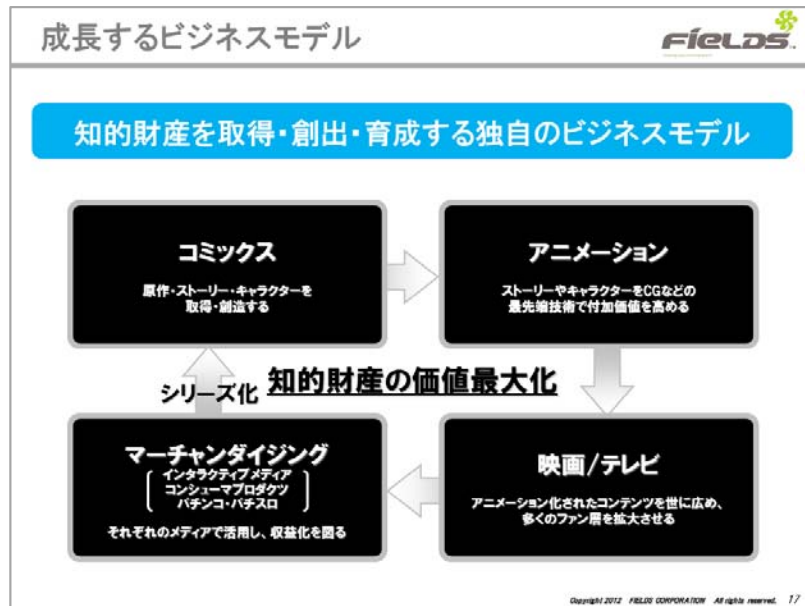 成長するビジネスモデル
FIELDS
知的財産を取得・創出・育成する独自のビジネスモデル
コミックス
原作・ストーリー・キャラクターを
取得・創造する
アニメーション
ストーリーやキャラクターをCGなどの
最先端技術で付加価値を高める
シリーズ化
知的財産の価値最大化
マーチャンダイジング
インタラクティブメディア
コンシューマプロダクツ
パチンコ・パチスロ
それぞれのメディアで活用し、収益化を図る
映画/テレビ
アニメーション化されたコンテンツを世に広め、
多くのファン層を拡大させる
Copyright 2012 FIELDS CORPORATION All rights reserved. 17